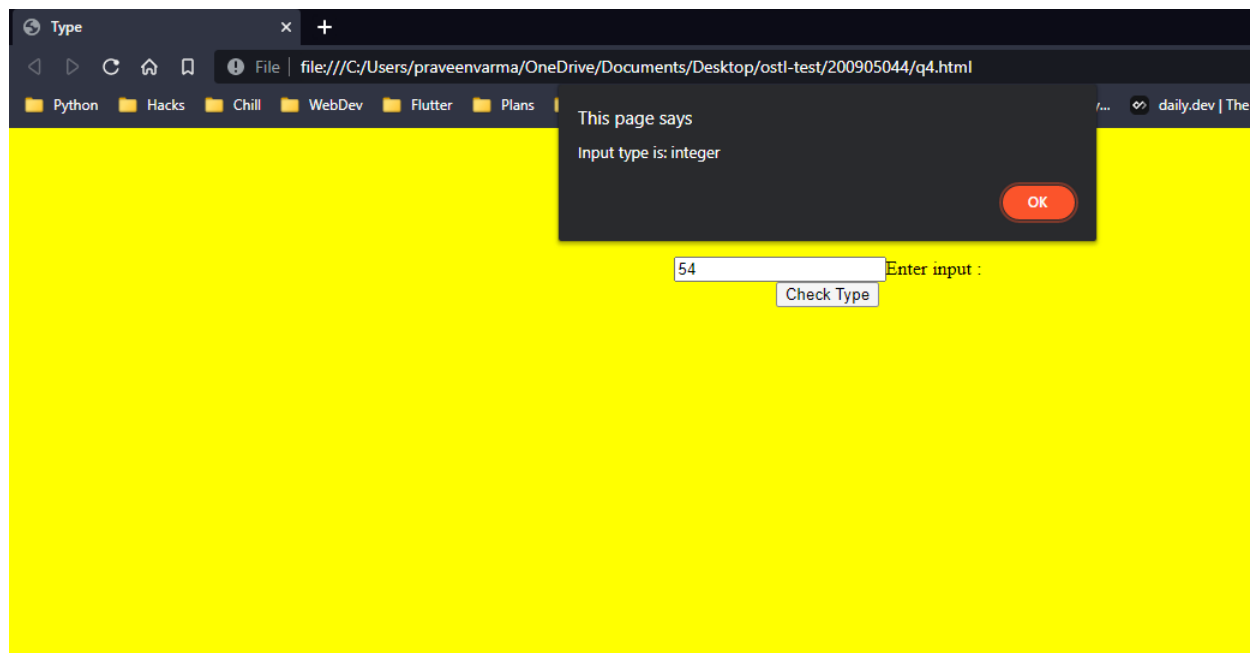 Type
File file:///C:/Users/praveenvarma/OneDrive/Documents/Desktop/ostl-test/200905044/q4.html
Python Hacks Chill WebDev Flutter Plans daily.dev | The
This page says
Input type is: integer
OK
54 Enter input :
Check Type